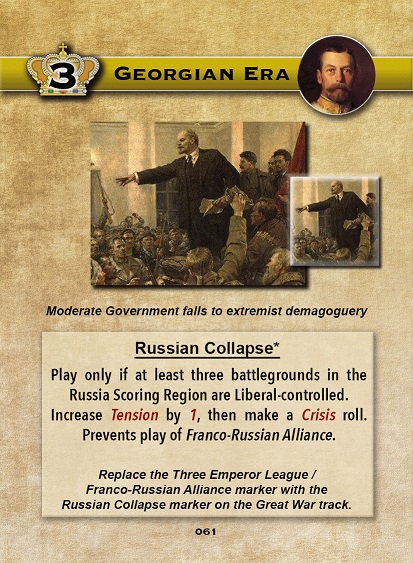 3 Georgian Era
Moderate Government falls to extremist demagoguery
Russian Collapse*
Play only if at least three battlegrounds in the
Russia Scoring Region are Liberal-controlled.
Increase Tension by 1, then make a Crisis roll.
Prevents play of Franco-Russian Alliance.
Replace the Three Emperor League /
Franco-Russian Alliance marker with the
Russian Collapse marker on the Great War track.
061